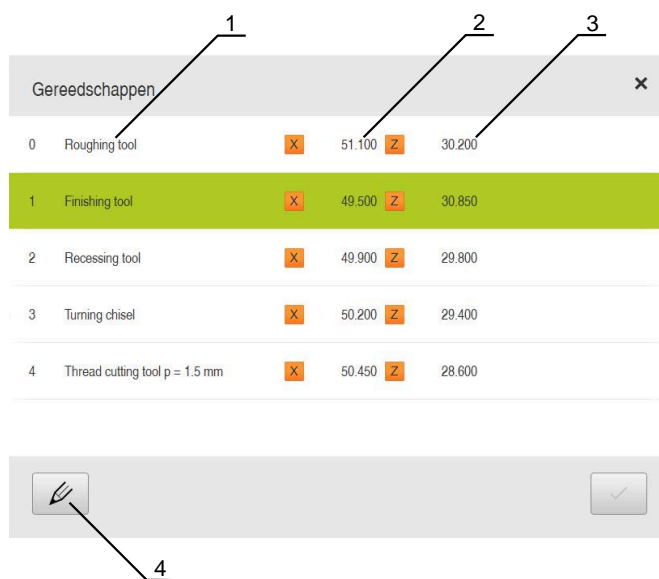 1 2 3
Gereedschappen ×
0 Roughing tool X 51.100 Z 30.200
1 Finishing tool X 49.500 Z 30.850
2 Recessing tool X 49.900 Z 29.800
3 Turning chisel X 50.200 Z 29.400
4 Thread cutting tool p = 1.5 mm X 50.450 Z 28.600
4